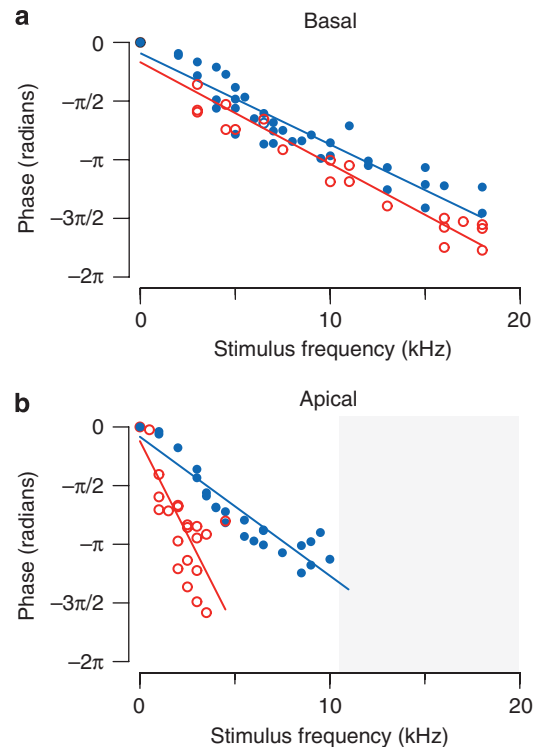 a
Basal
Phase (radians)
0
−π/2
−π
−3π/2
−2π
0
10
20
Stimulus frequency (kHz)
b
Apical
Phase (radians)
0
−π/2
−π
−3π/2
−2π
0
10
20
Stimulus frequency (kHz)